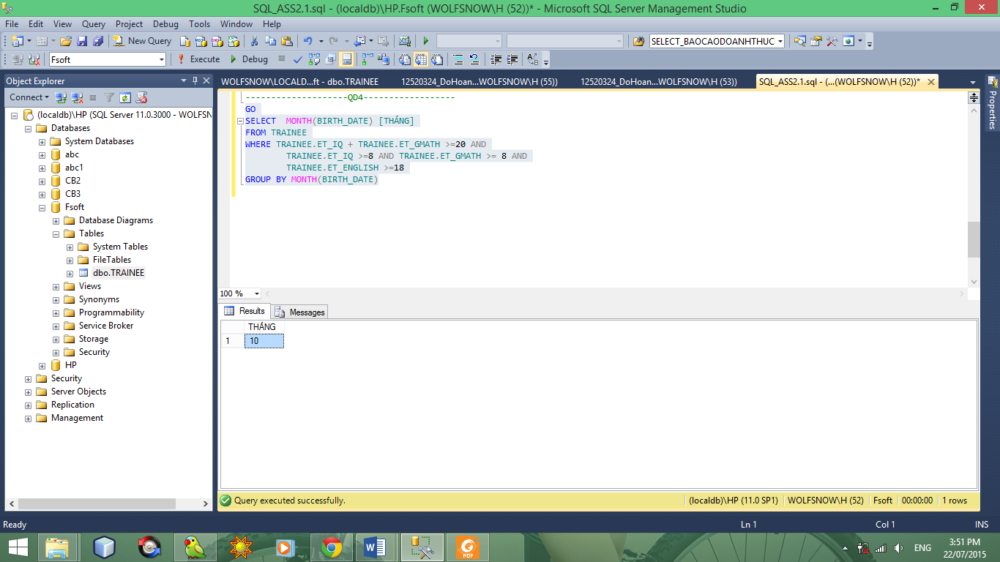 SQL_ASS2.1.sql - (localdb)\HP.Fsoft (WOLFSNOW\H (52))* - Microsoft SQL Server Management Studio
File Edit View Query Project Debug Tools Window Help
New Query SELECT_BAOCAODOANHTHUC
Fsoft Execute Debug
Object Explorer
Connect
(localdb)\HP (SQL Server 11.0.3000 - WOLFSN
Databases
System Databases
abc
abc1
CB2
CB3
Fsoft
Database Diagrams
Tables
System Tables
FileTables
dbo.TRAINEE
Views
Synonyms
Programmability
Service Broker
Storage
Security
HP
Security
Server Objects
Replication
Management
WOLFSNOW\LOCALD...ft - dbo.TRAINEE 12520324_DoHoan...WOLFSNOW\H (55)) 12520324_DoHoan...WOLFSNOW\H (53)) SQL_ASS2.1.sql - (...(WOLFSNOW\H (52))*
Properties
--------------------QD4------------------
GO
SELECT MONTH(BIRTH_DATE) [THÁNG]
FROM TRAINEE
WHERE TRAINEE.ET_IQ + TRAINEE.ET_GMATH >=20 AND
TRAINEE.ET_IQ >=8 AND TRAINEE.ET_GMATH >= 8 AND
TRAINEE.ET_ENGLISH >=18
GROUP BY MONTH(BIRTH_DATE)
100 %
Results Messages
THÁNG
1 10
Query executed successfully. (localdb)\HP (11.0 SP1) WOLFSNOW\H (52) Fsoft 00:00:00 1 rows
Ready Ln 1 Col 1 INS
PDF
ENG
3:51 PM
22/07/2015